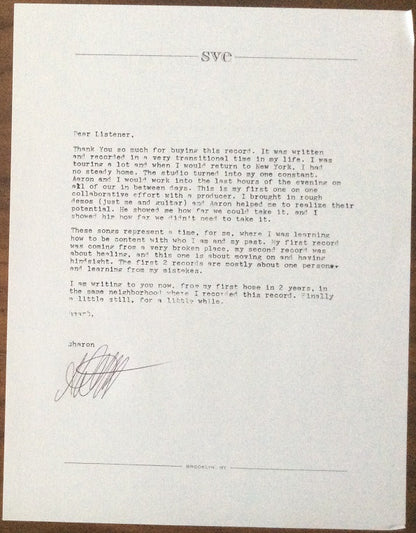 SVE
Dear Listener,
Thank You so much for buying this record. It was written
and recorded in a very transitional time in my life. I was
touring a lot and when I would return to New York, I had
no steady home. The studio turned into my one constant.
Aaron and I would work into the last hours of the evening on
all of our in between days. This is my first one on one
collaborative effort with a producer. I brought in rough
demos (just me and guitar) and Aaron helped me to realize their
potential. He showed me how far we could take it, and I
showed him how far we didn't need to take it.
These songs represent a time, for me, where I was learning
how to be content with who I am and my past. My first record
was coming from a very broken place, my second record was
about healing, and this one is about moving on and having
hindsight. The first 2 records are mostly about one person
and learning from my mistakes.
I am writing to you now, from my first home in 2 years, in
the same neighborhood where I recorded this record. Finally
a little still, for a little while.
Sharon
BROOKLYN, NY